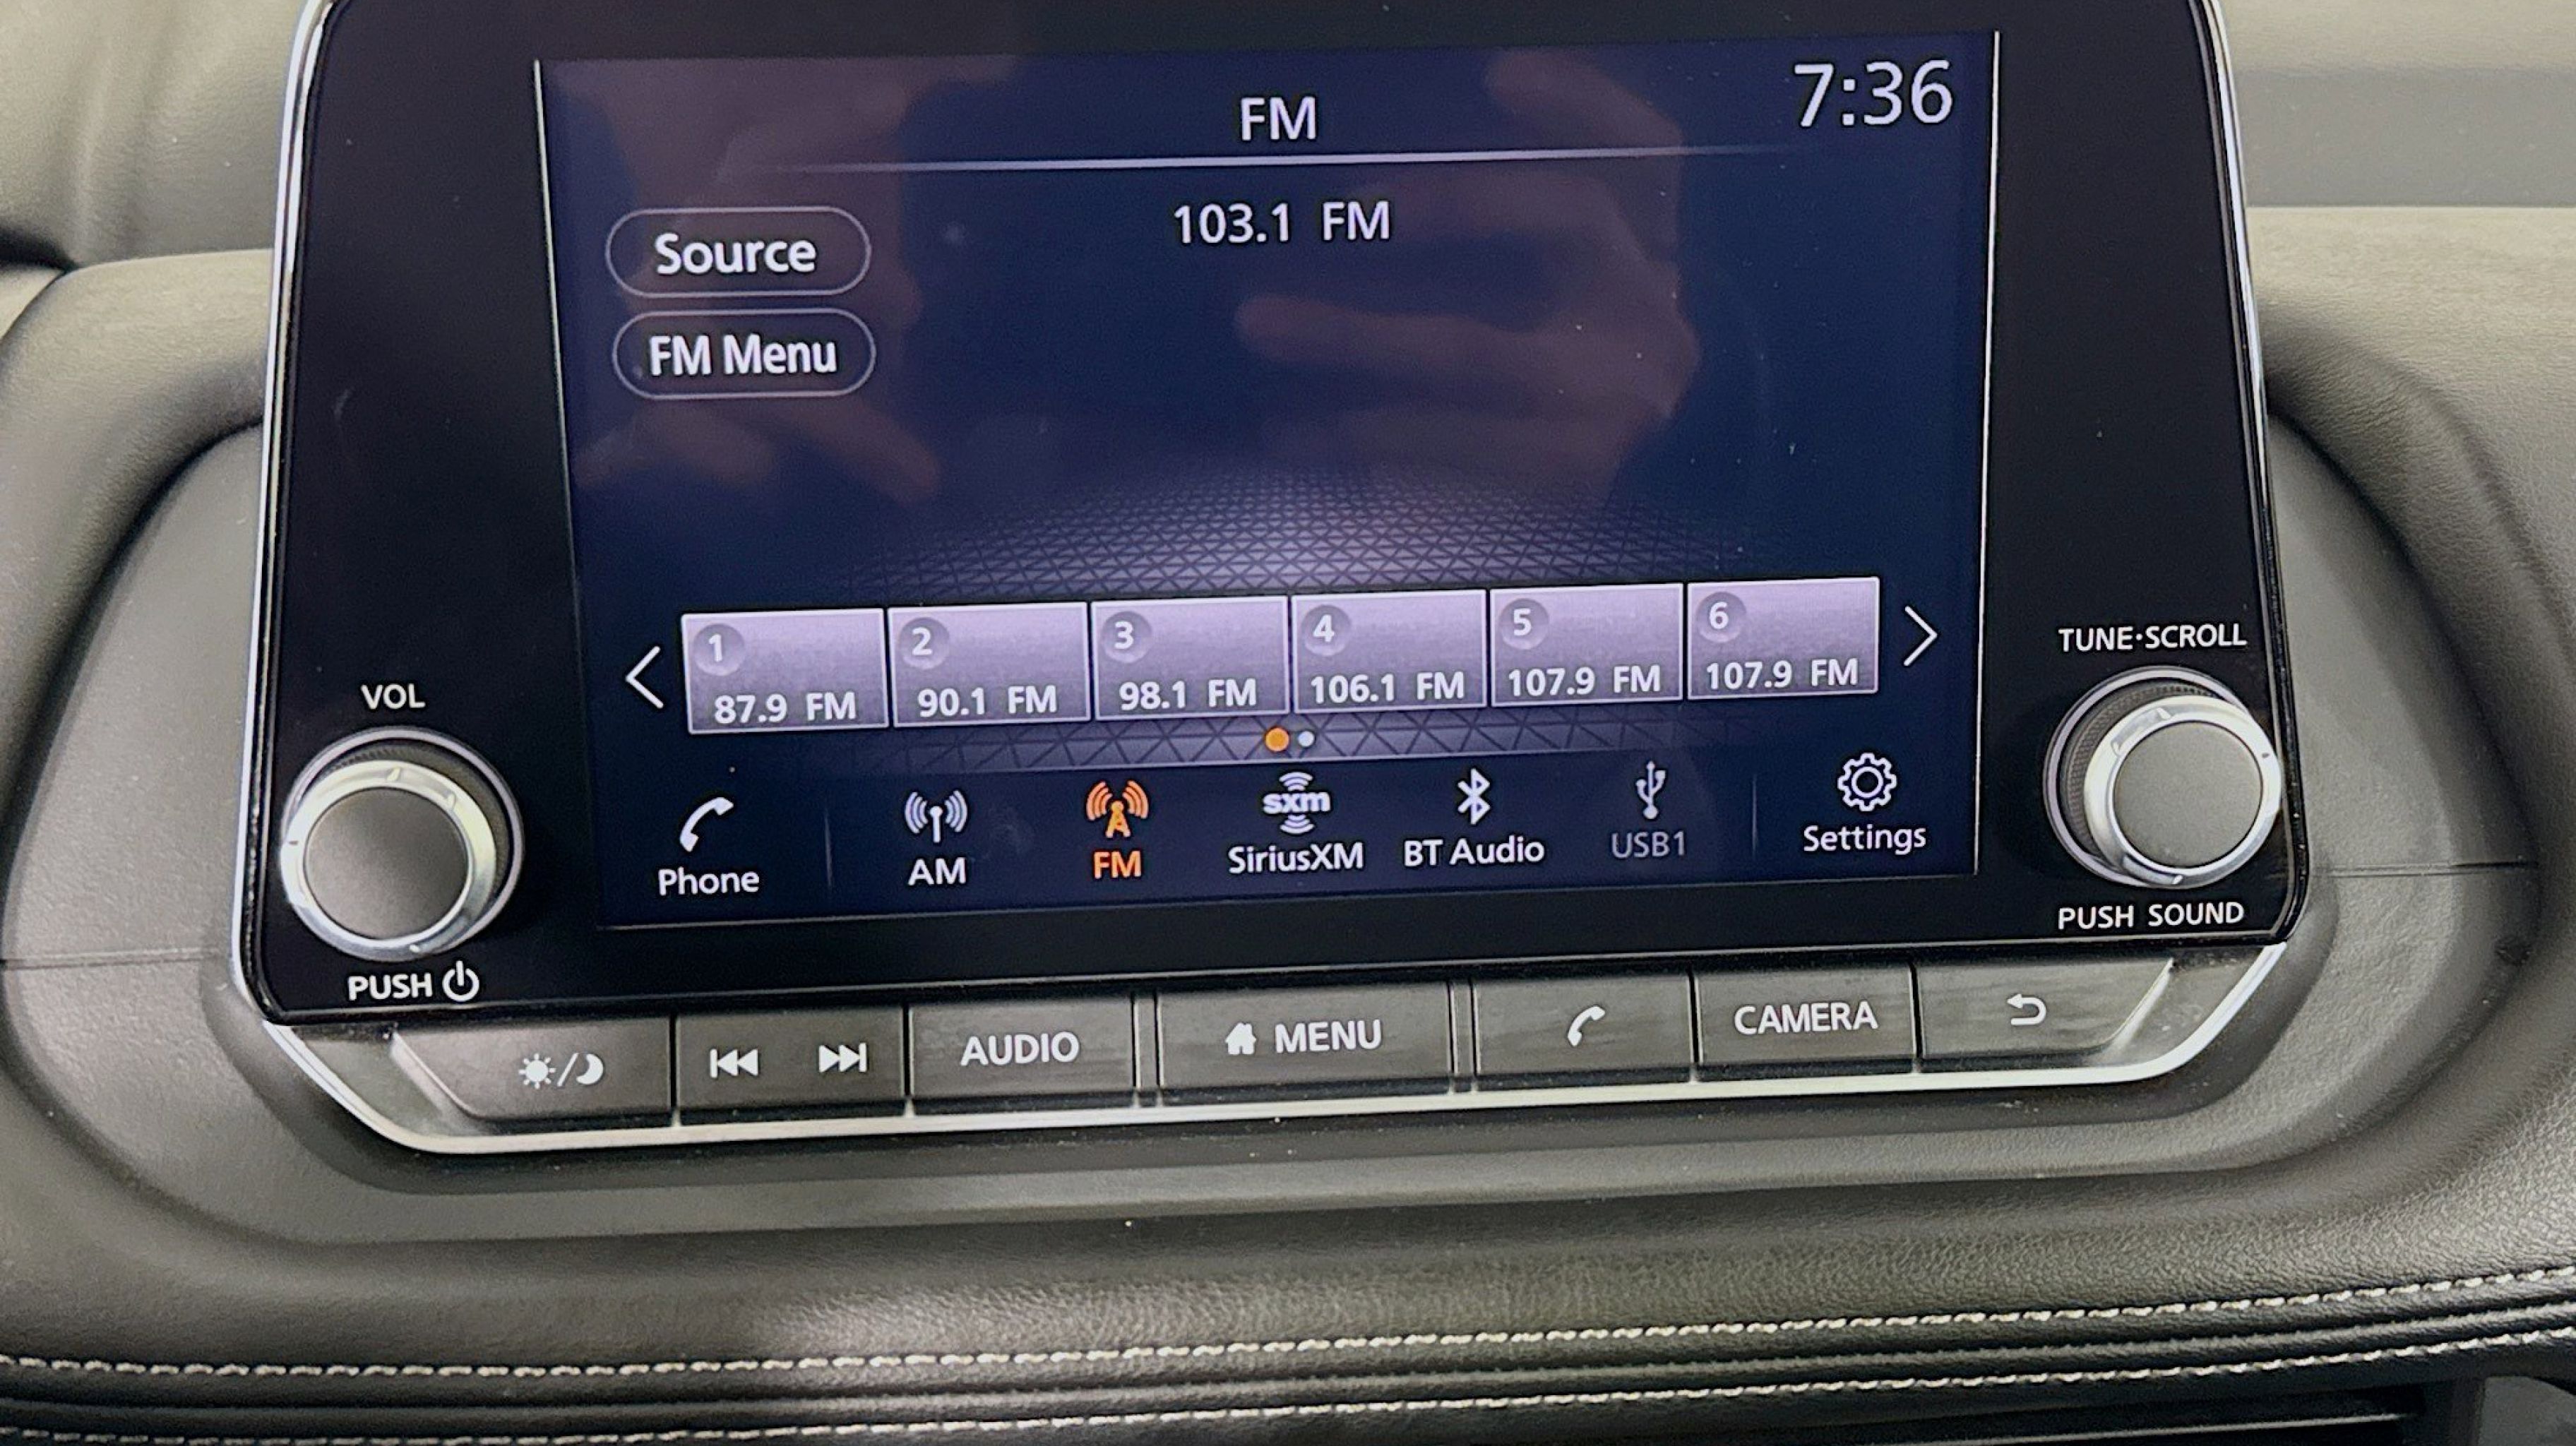 FM
7:36
103.1 FM
Source
FM Menu
1
87.9 FM
2
90.1 FM
3
98.1 FM
4
106.1 FM
5
107.9 FM
6
107.9 FM
Phone
AM
FM
sxm
SiriusXM
BT Audio
USB1
Settings
VOL
PUSH
TUNE·SCROLL
PUSH SOUND
AUDIO
MENU
CAMERA